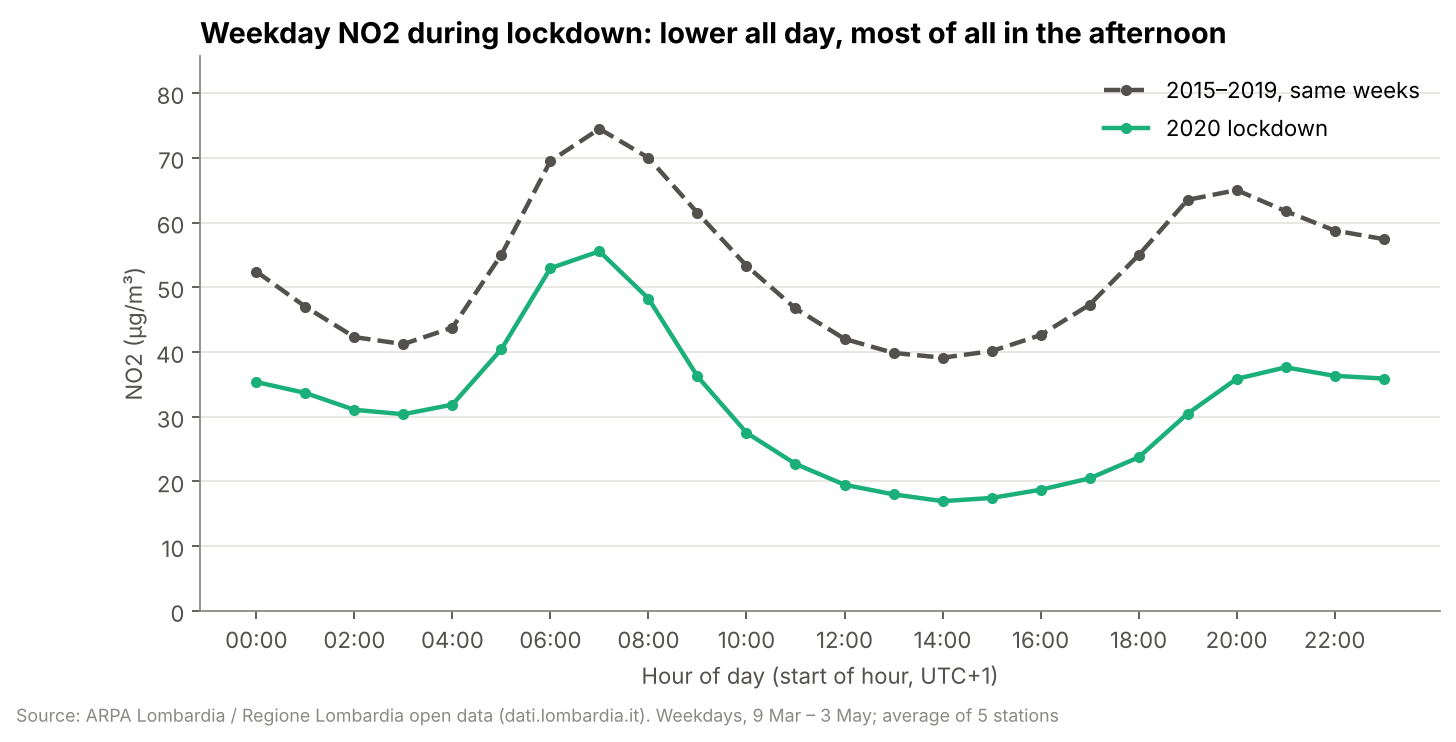 Weekday NO2 during lockdown: lower all day, most of all in the afternoon
2015–2019, same weeks
2020 lockdown
NO2 (µg/m³)
80
70
60
50
40
30
20
10
0
00:00 02:00 04:00 06:00 08:00 10:00 12:00 14:00 16:00 18:00 20:00 22:00
Hour of day (start of hour, UTC+1)
Source: ARPA Lombardia / Regione Lombardia open data (dati.lombardia.it). Weekdays, 9 Mar – 3 May; average of 5 stations